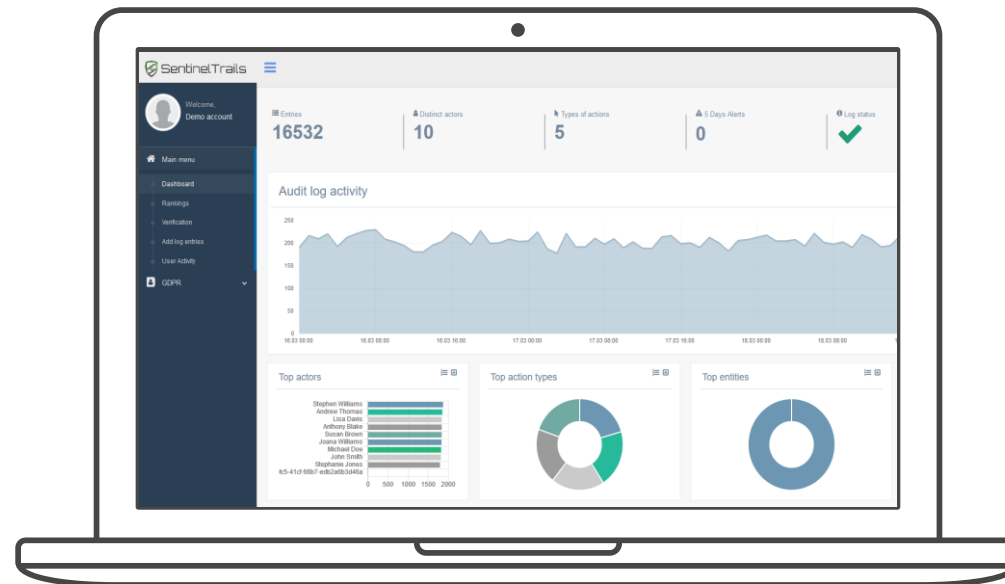 SentinelTrails
Welcome,
Demo account
Main menu
Dashboard
Rankings
Verification
Add log entries
User Activity
GDPR
Entries
16532
Distinct actors
10
Types of actions
5
5 Days Alerts
0
Log status
Audit log activity
250
200
150
100
50
0
16.03 00:00
16.03 08:00
16.03 16:00
17.03 00:00
17.03 08:00
17.03 16:00
18.03 00:00
18.03 08:00
Top actors
Stephen Williams
Andrew Thomas
Lisa Davis
Anthony Blake
Susan Brown
Joana Williams
Michael Doe
John Smith
Stephanie Jones
0 500 1000 1500 2000
Top action types
Top entities